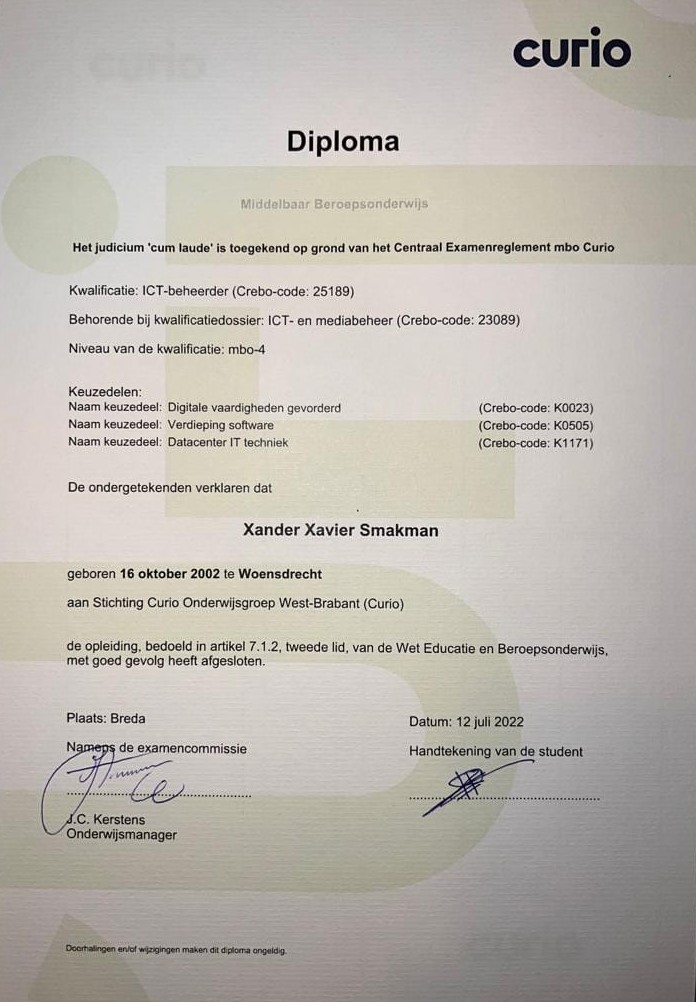 curio
Diploma
Middelbaar Beroepsonderwijs
Het judicium 'cum laude' is toegekend op grond van het Centraal Examenreglement mbo Curio
Kwalificatie: ICT-beheerder (Crebo-code: 25189)
Behorende bij kwalificatiedossier: ICT- en mediabeheer (Crebo-code: 23089)
Niveau van de kwalificatie: mbo-4
Keuzedelen:
Naam keuzedeel: Digitale vaardigheden gevorderd (Crebo-code: K0023)
Naam keuzedeel: Verdieping software (Crebo-code: K0505)
Naam keuzedeel: Datacenter IT techniek (Crebo-code: K1171)
De ondergetekenden verklaren dat
Xander Xavier Smakman
geboren 16 oktober 2002 te Woensdrecht
aan Stichting Curio Onderwijsgroep West-Brabant (Curio)
de opleiding, bedoeld in artikel 7.1.2, tweede lid, van de Wet Educatie en Beroepsonderwijs,
met goed gevolg heeft afgesloten.
Plaats: Breda Datum: 12 juli 2022
Namens de examencommissie Handtekening van de student
J.C. Kerstens
Onderwijsmanager
Doorhalingen en/of wijzigingen maken dit diploma ongeldig.